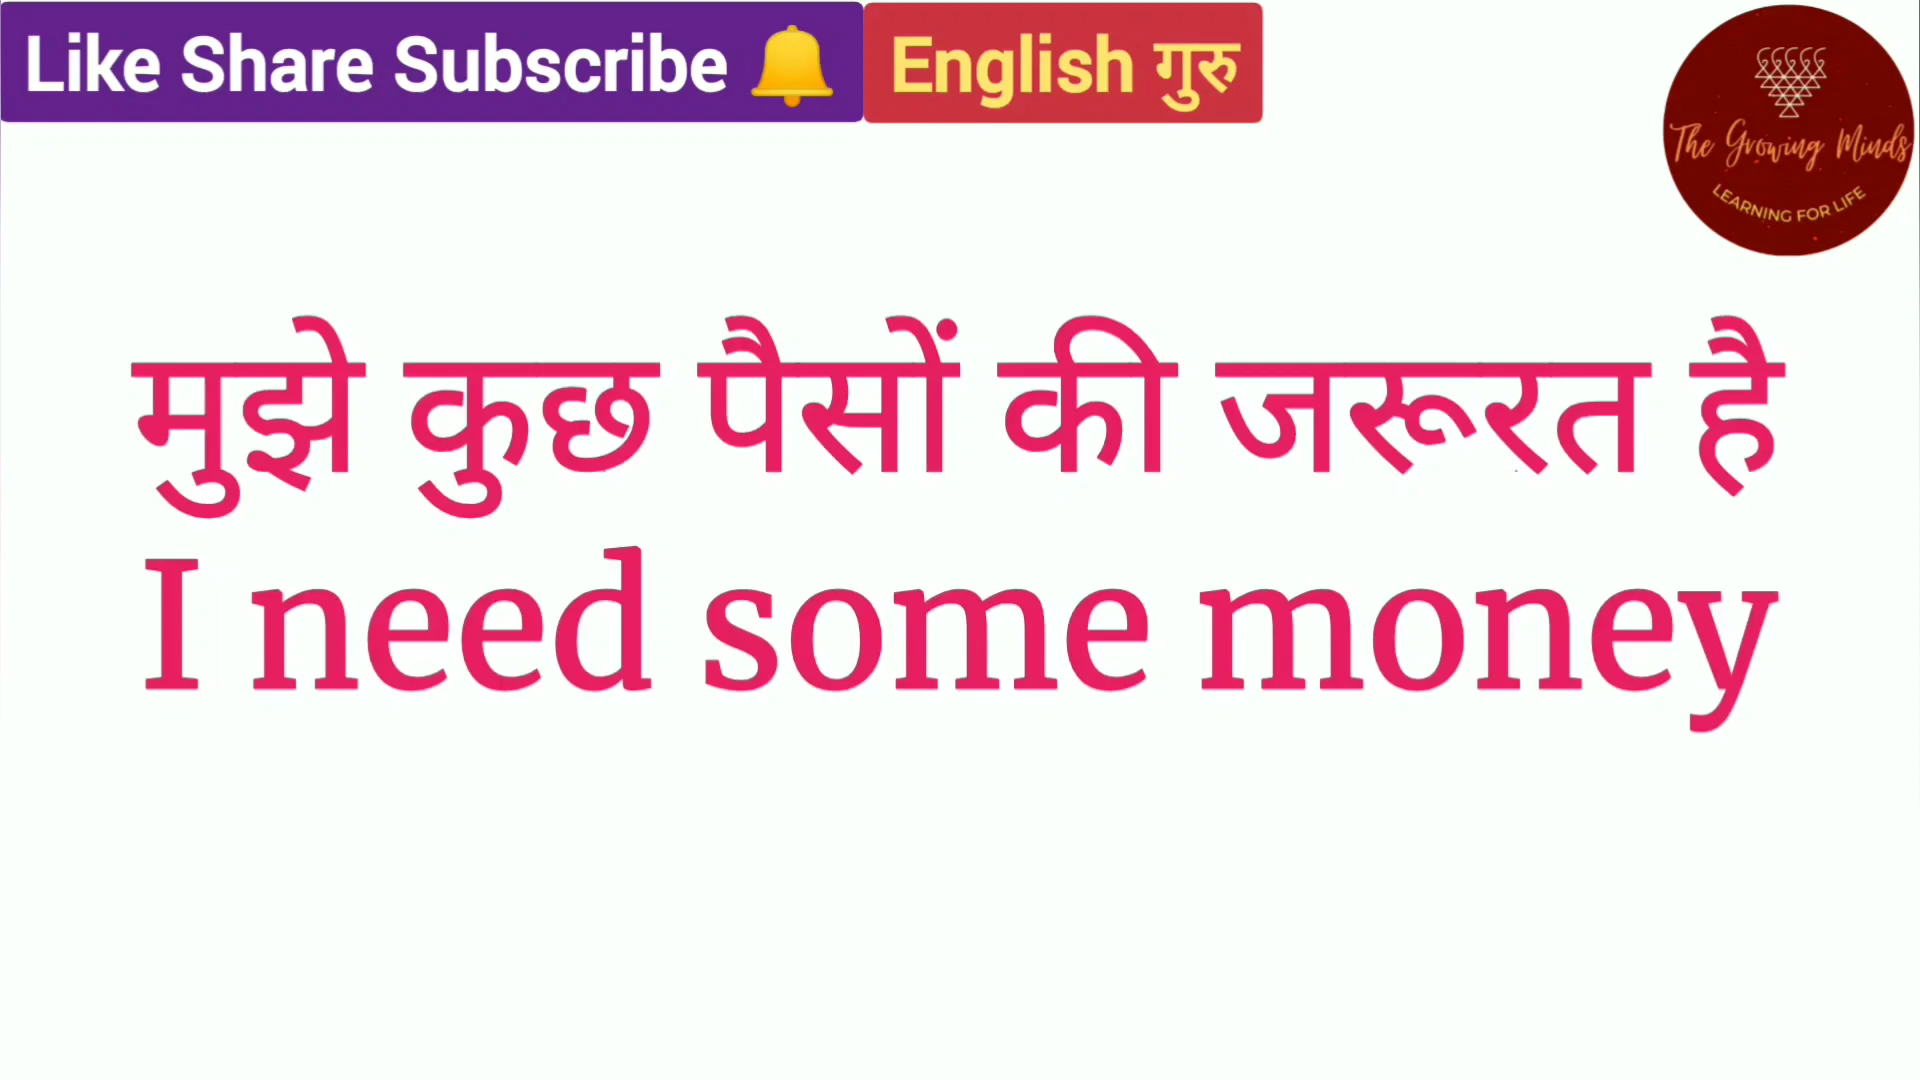 Like Share Subscribe 🔔 English गुरु
The Growing Minds
LEARNING FOR LIFE
मुझे कुछ पैसों की जरूरत है
I need some money